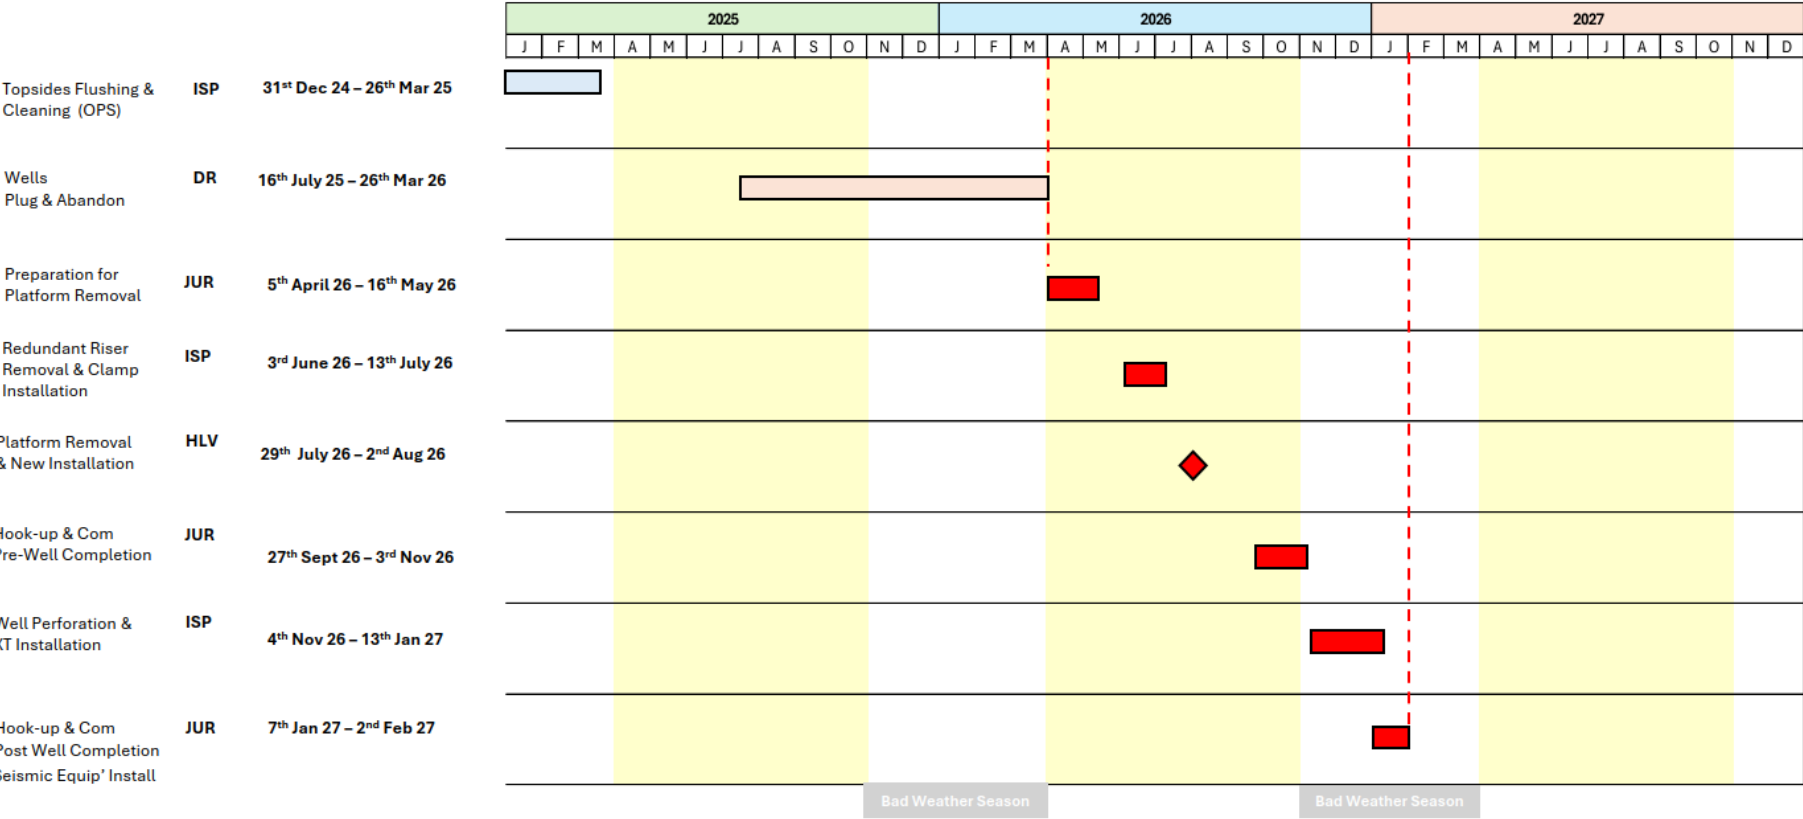 2025 2026 2027
J F M A M J J A S O N D J F M A M J J A S O N D J F M A M J J A S O N D
Topsides Flushing & ISP 31st Dec 24 – 26th Mar 25
Cleaning (OPS)
Wells DR 16th July 25 – 26th Mar 26
Plug & Abandon
Preparation for JUR 5th April 26 – 16th May 26
Platform Removal
Redundant Riser ISP 3rd June 26 – 13th July 26
Removal & Clamp
Installation
Platform Removal HLV 29th July 26 – 2nd Aug 26
& New Installation
Hook-up & Com JUR
Pre-Well Completion 27th Sept 26 – 3rd Nov 26
Well Perforation & ISP 4th Nov 26 – 13th Jan 27
XT Installation
Hook-up & Com JUR 7th Jan 27 – 2nd Feb 27
Post Well Completion
Seismic Equip' Install
Bad Weather Season Bad Weather Season